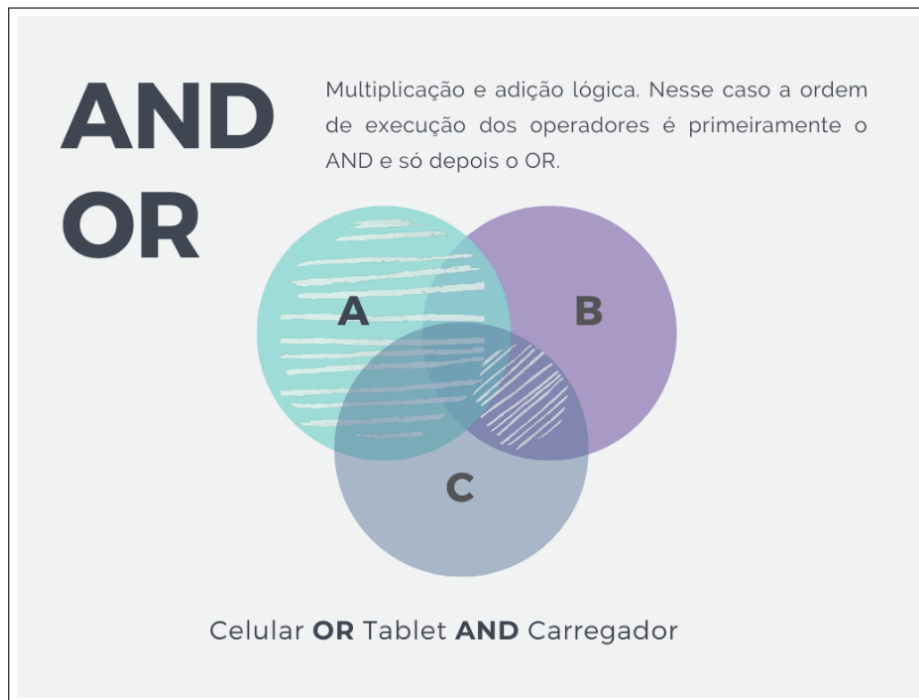 AND
OR
Multiplicação e adição lógica. Nesse caso a ordem
de execução dos operadores é primeiramente o
AND e só depois o OR.
A
B
C
Celular OR Tablet AND Carregador